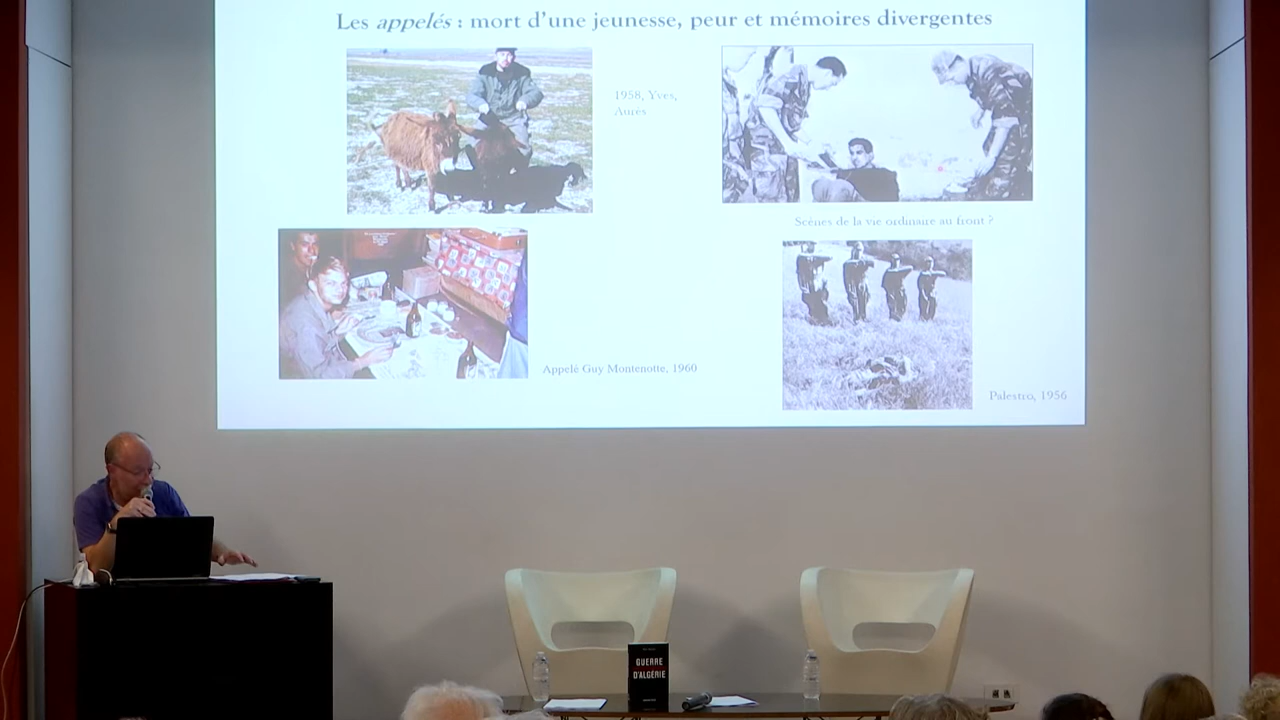 Les appelés : mort d'une jeunesse, peur et mémoires divergentes
1958, Yves,
Aurès
Scènes de la vie ordinaire au front ?
Appelé Guy Montenotte, 1960
Palestro, 1956
GUERRE
D'ALGÉRIE